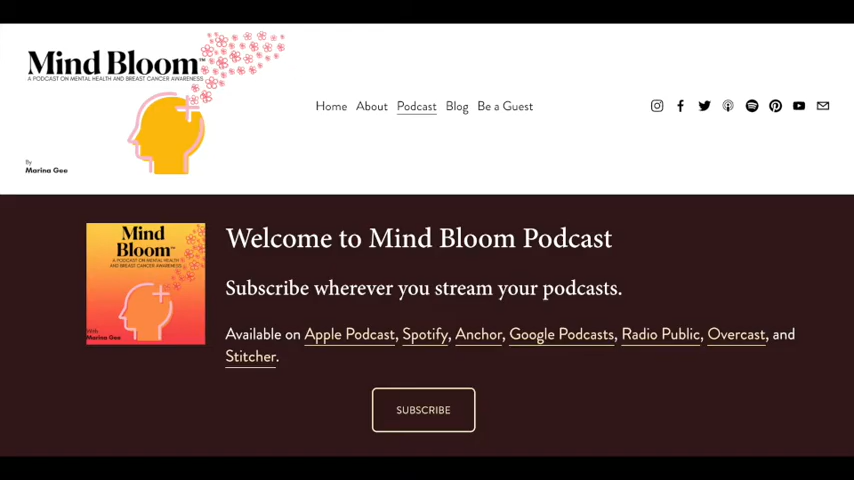 Mind Bloom™
A PODCAST ON MENTAL HEALTH AND BREAST CANCER AWARENESS
By
Marina Gee
Home About Podcast Blog Be a Guest
Mind
Bloom™
A PODCAST ON MENTAL HEALTH
AND BREAST CANCER AWARENESS
With
Marina Gee
Welcome to Mind Bloom Podcast
Subscribe wherever you stream your podcasts.
Available on Apple Podcast, Spotify, Anchor, Google Podcasts, Radio Public, Overcast, and
Stitcher.
SUBSCRIBE